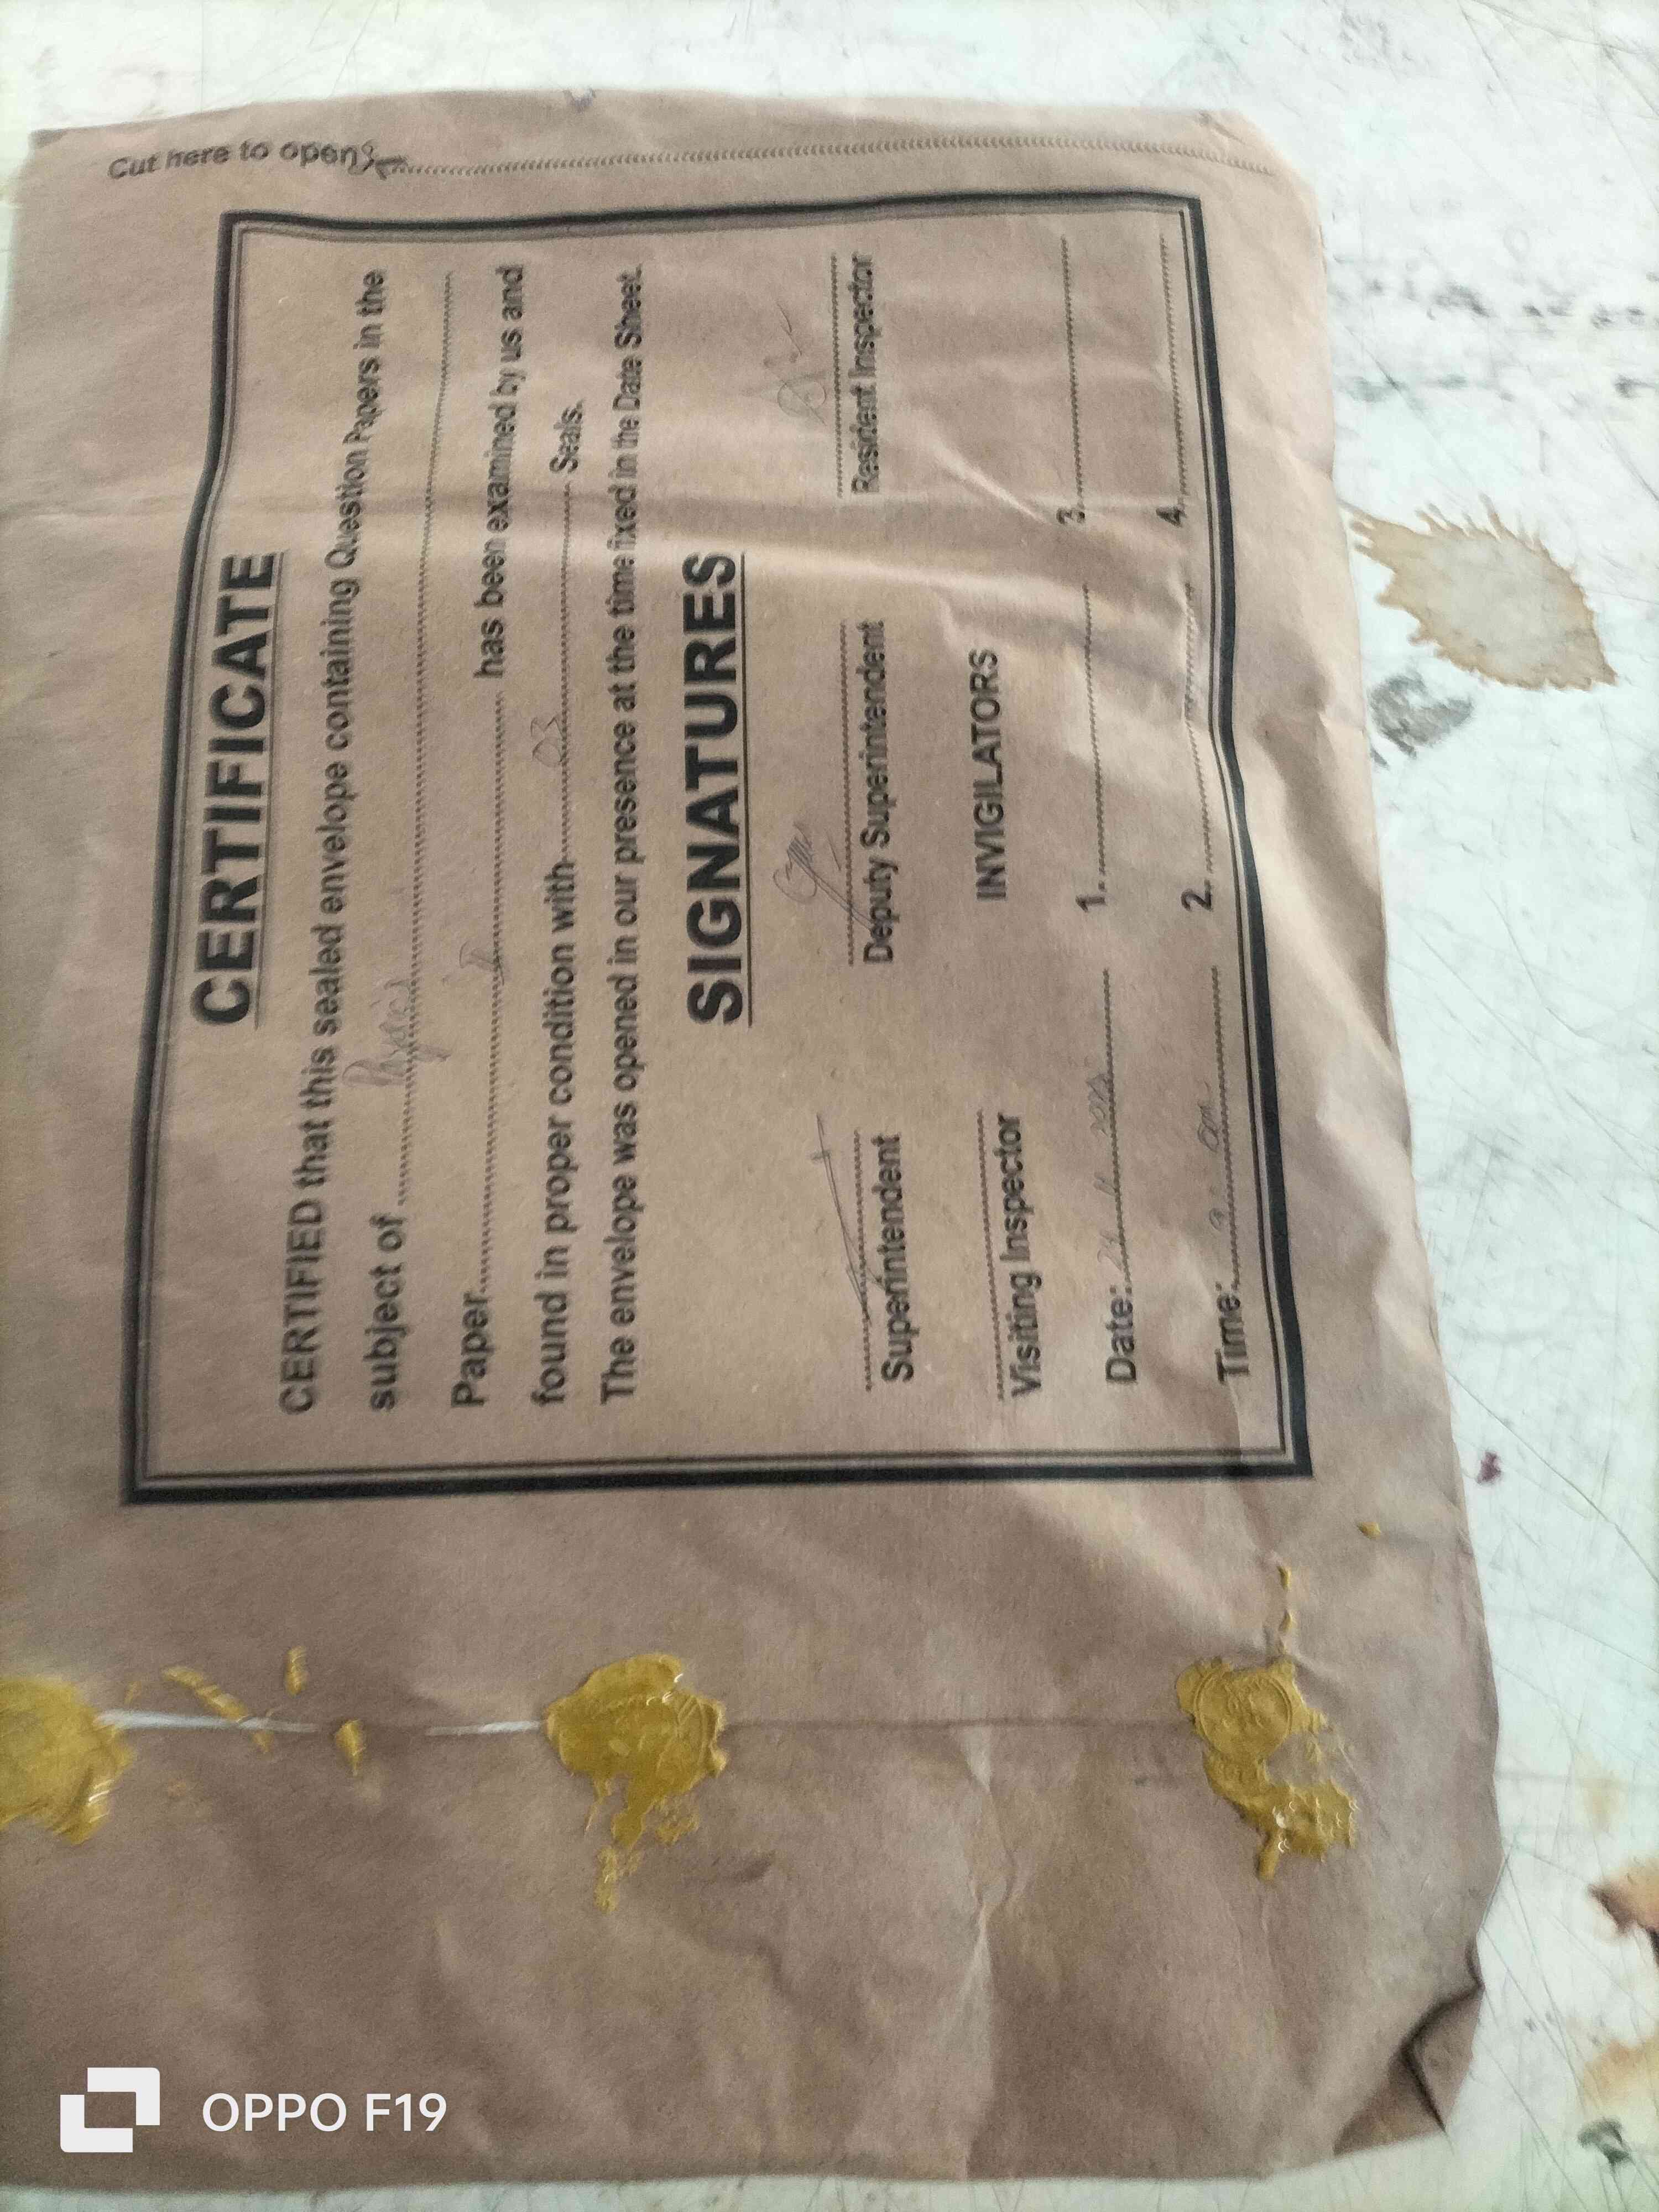 Cut here to open
CERTIFICATE
CERTIFIED that this sealed envelope containing Question Papers in the
subject of Physics
Paper II has been examined by us and
found in proper condition with 03 Seals.
The envelope was opened in our presence at the time fixed in the Date Sheet.
SIGNATURES
Superintendent Deputy Superintendent Resident Inspector
Visiting Inspector INVIGILATORS
Date: 1. 3.
Time: 9 am 2. 4.
OPPO F19